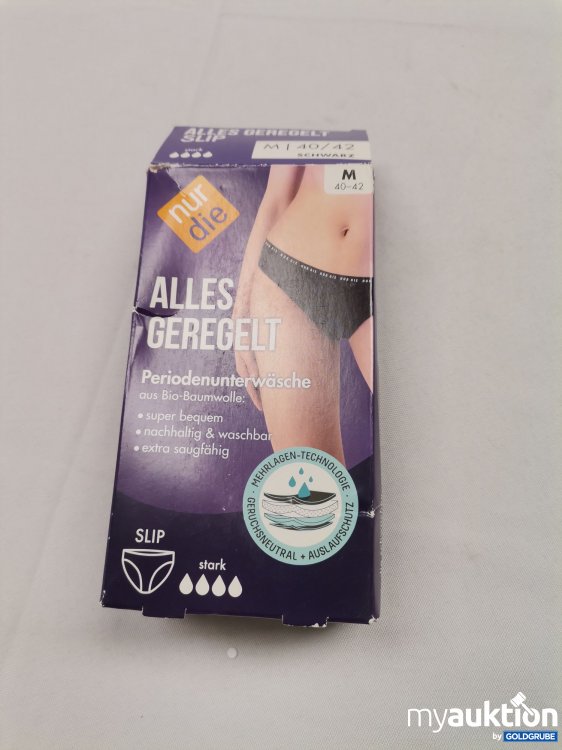 ALLES GEREGELT
SLIP
stark
M | 40/42
SCHWARZ
M
40–42
nur
die
ALLES
GEREGELT
Periodenunterwäsche
aus Bio-Baumwolle:
• super bequem
• nachhaltig & waschbar
• extra saugfähig
MEHRLAGEN-TECHNOLOGIE
GERUCHSNEUTRAL + AUSLAUFSCHUTZ
SLIP
stark
myauktion
by GOLDGRUBE